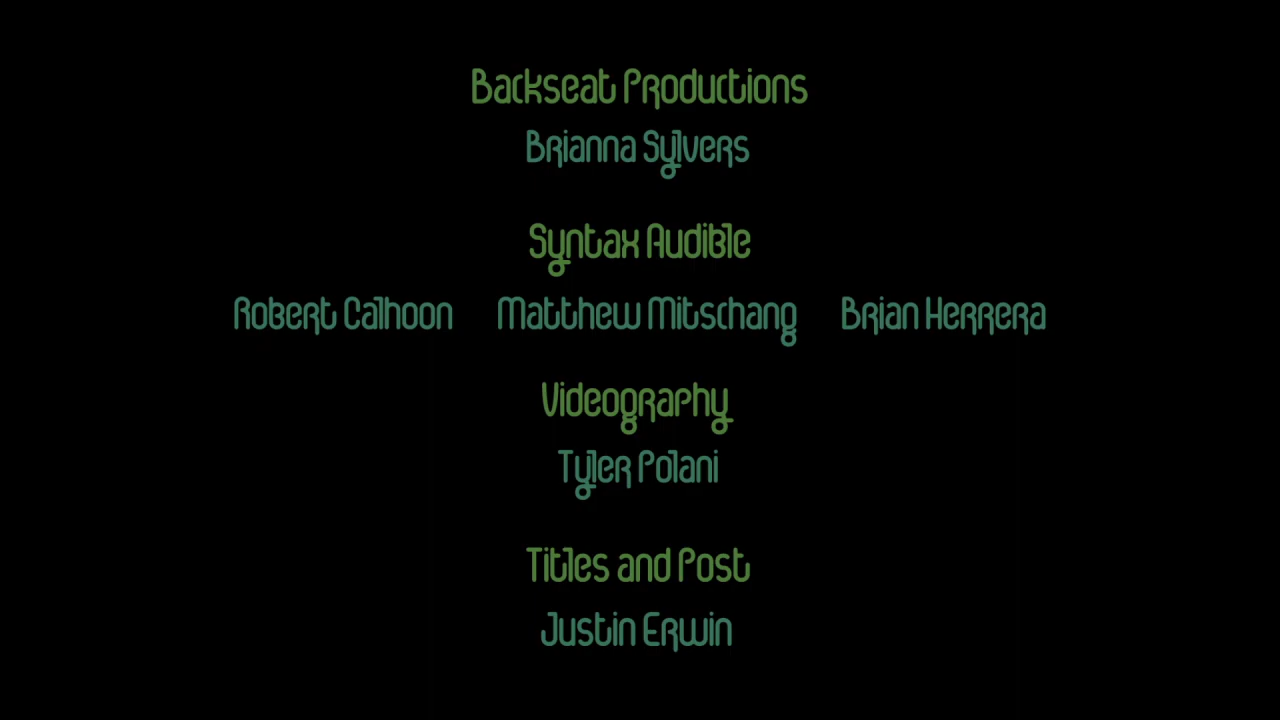 Backseat Productions
Brianna Sylvers
Syntax Audible
Robert Calhoon Matthew Mitschang Brian Herrera
Videography
Tyler Polani
Titles and Post
Justin Erwin